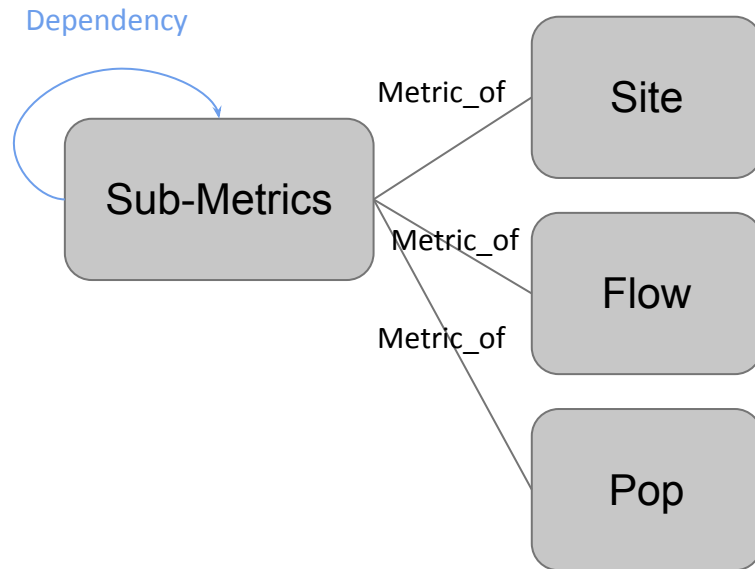 Dependency
Metric_of
Site
Sub-Metrics
Metric_of
Flow
Metric_of
Pop